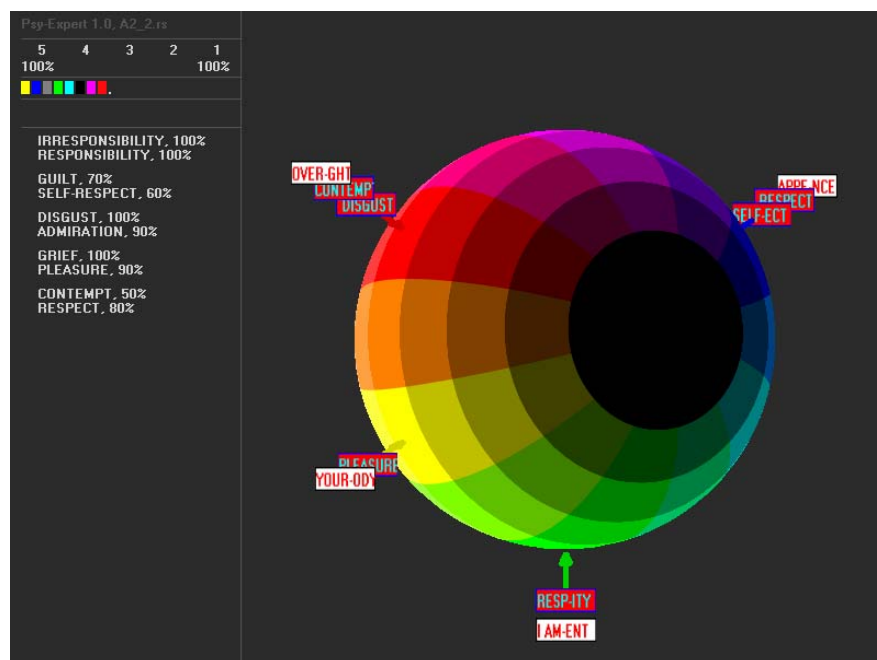 Psy-Expert 1.0, A2_2.rs
5 4 3 2 1
100% 100%
IRRESPONSIBILITY, 100%
RESPONSIBILITY, 100%
GUILT, 70%
SELF-RESPECT, 60%
DISGUST, 100%
ADMIRATION, 90%
GRIEF, 100%
PLEASURE, 90%
CONTEMPT, 50%
RESPECT, 80%
OVER-GHT
CONTEMPT
DISGUST
APPE-NCE
RESPECT
SELF-ECT
PLEASURE
YOUR-ODY
RESP-ITY
I AM-ENT